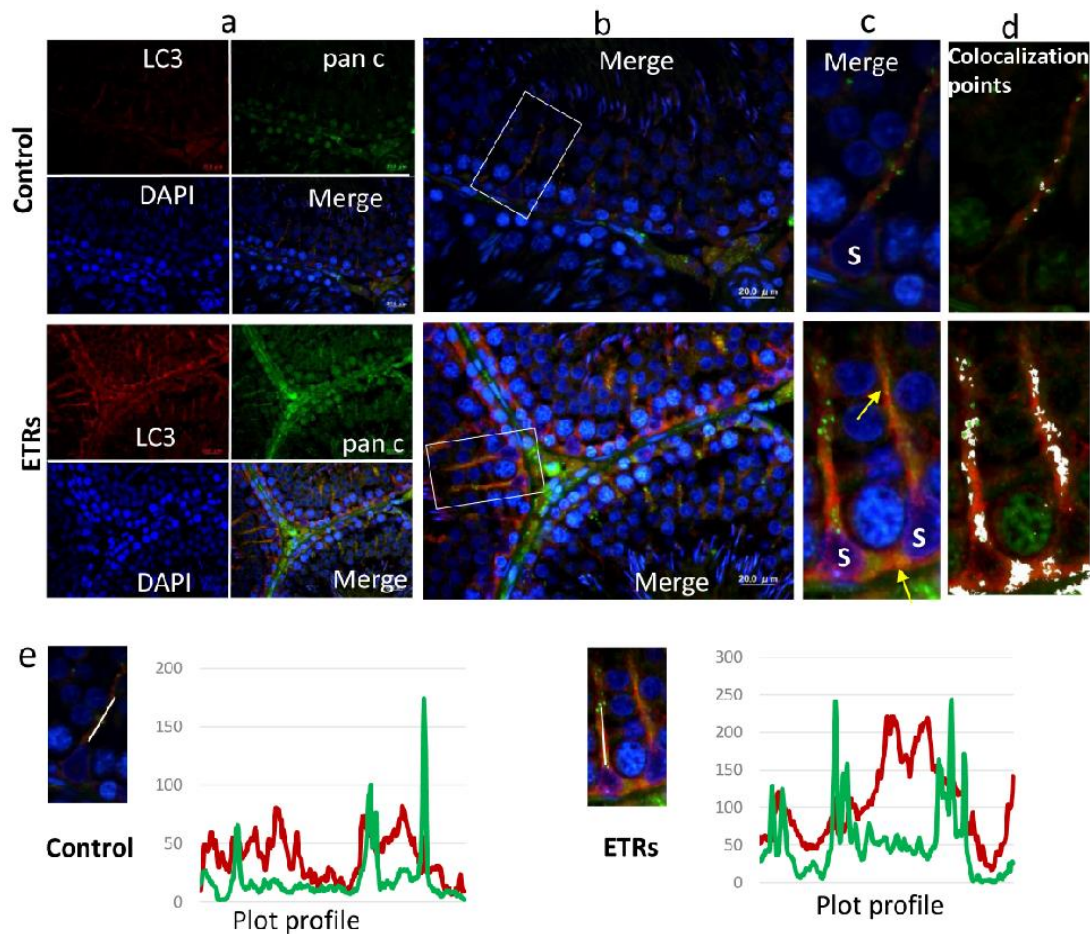 a
b
c
d
LC3
pan c
Merge
Merge
Colocalization
points
Control
DAPI
Merge
20.0 μm
S
ETRs
LC3
pan c
DAPI
Merge
Merge
20.0 μm
S
S
e
200
150
100
50
0
Control
Plot profile
300
250
200
150
100
50
0
ETRs
Plot profile